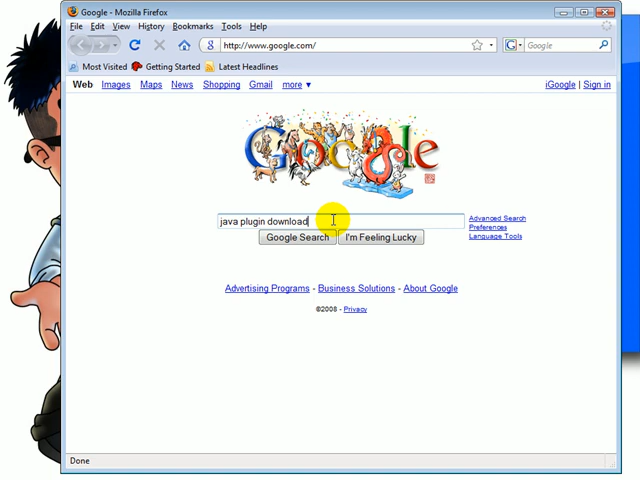 Google - Mozilla Firefox
File Edit View History Bookmarks Tools Help
http://www.google.com/ Google
Most Visited Getting Started Latest Headlines
Web Images Maps News Shopping Gmail more ▼ iGoogle | Sign in
Google
java plugin download
Advanced Search
Preferences
Language Tools
Google Search I'm Feeling Lucky
Advertising Programs - Business Solutions - About Google
©2008 - Privacy
Done